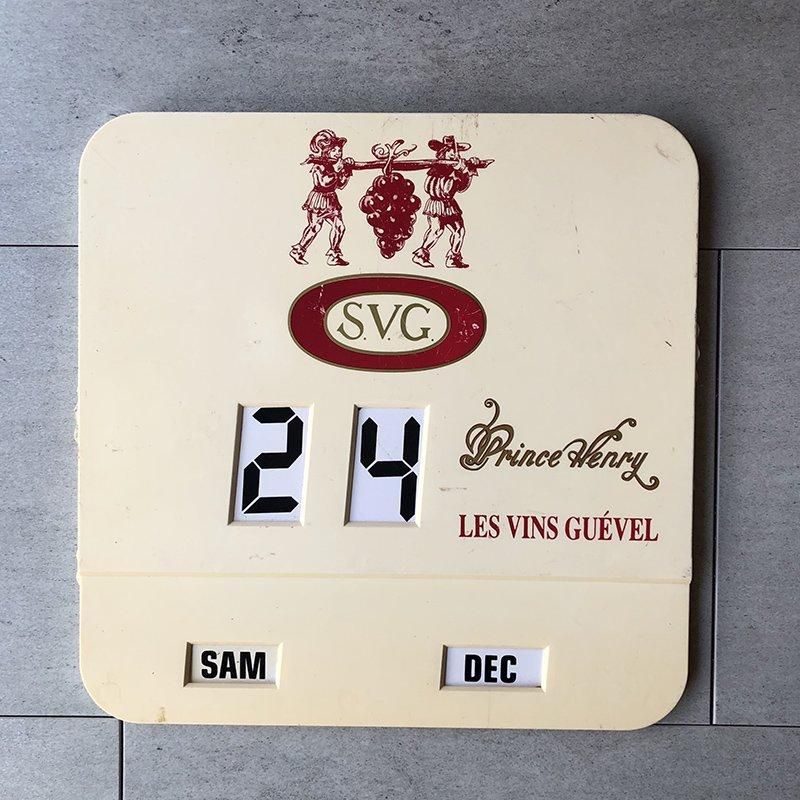 S.V.G.
24
Prince Henry
LES VINS GUÉVEL
SAM
DEC